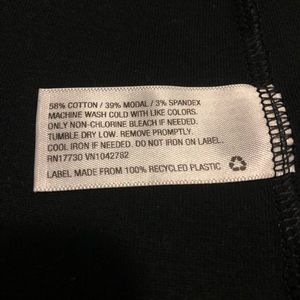 58% COTTON / 39% MODAL / 3% SPANDEX
MACHINE WASH COLD WITH LIKE COLORS.
ONLY NON-CHLORINE BLEACH IF NEEDED.
TUMBLE DRY LOW. REMOVE PROMPTLY.
COOL IRON IF NEEDED. DO NOT IRON ON LABEL.
RN17730 VN1042782
LABEL MADE FROM 100% RECYCLED PLASTIC